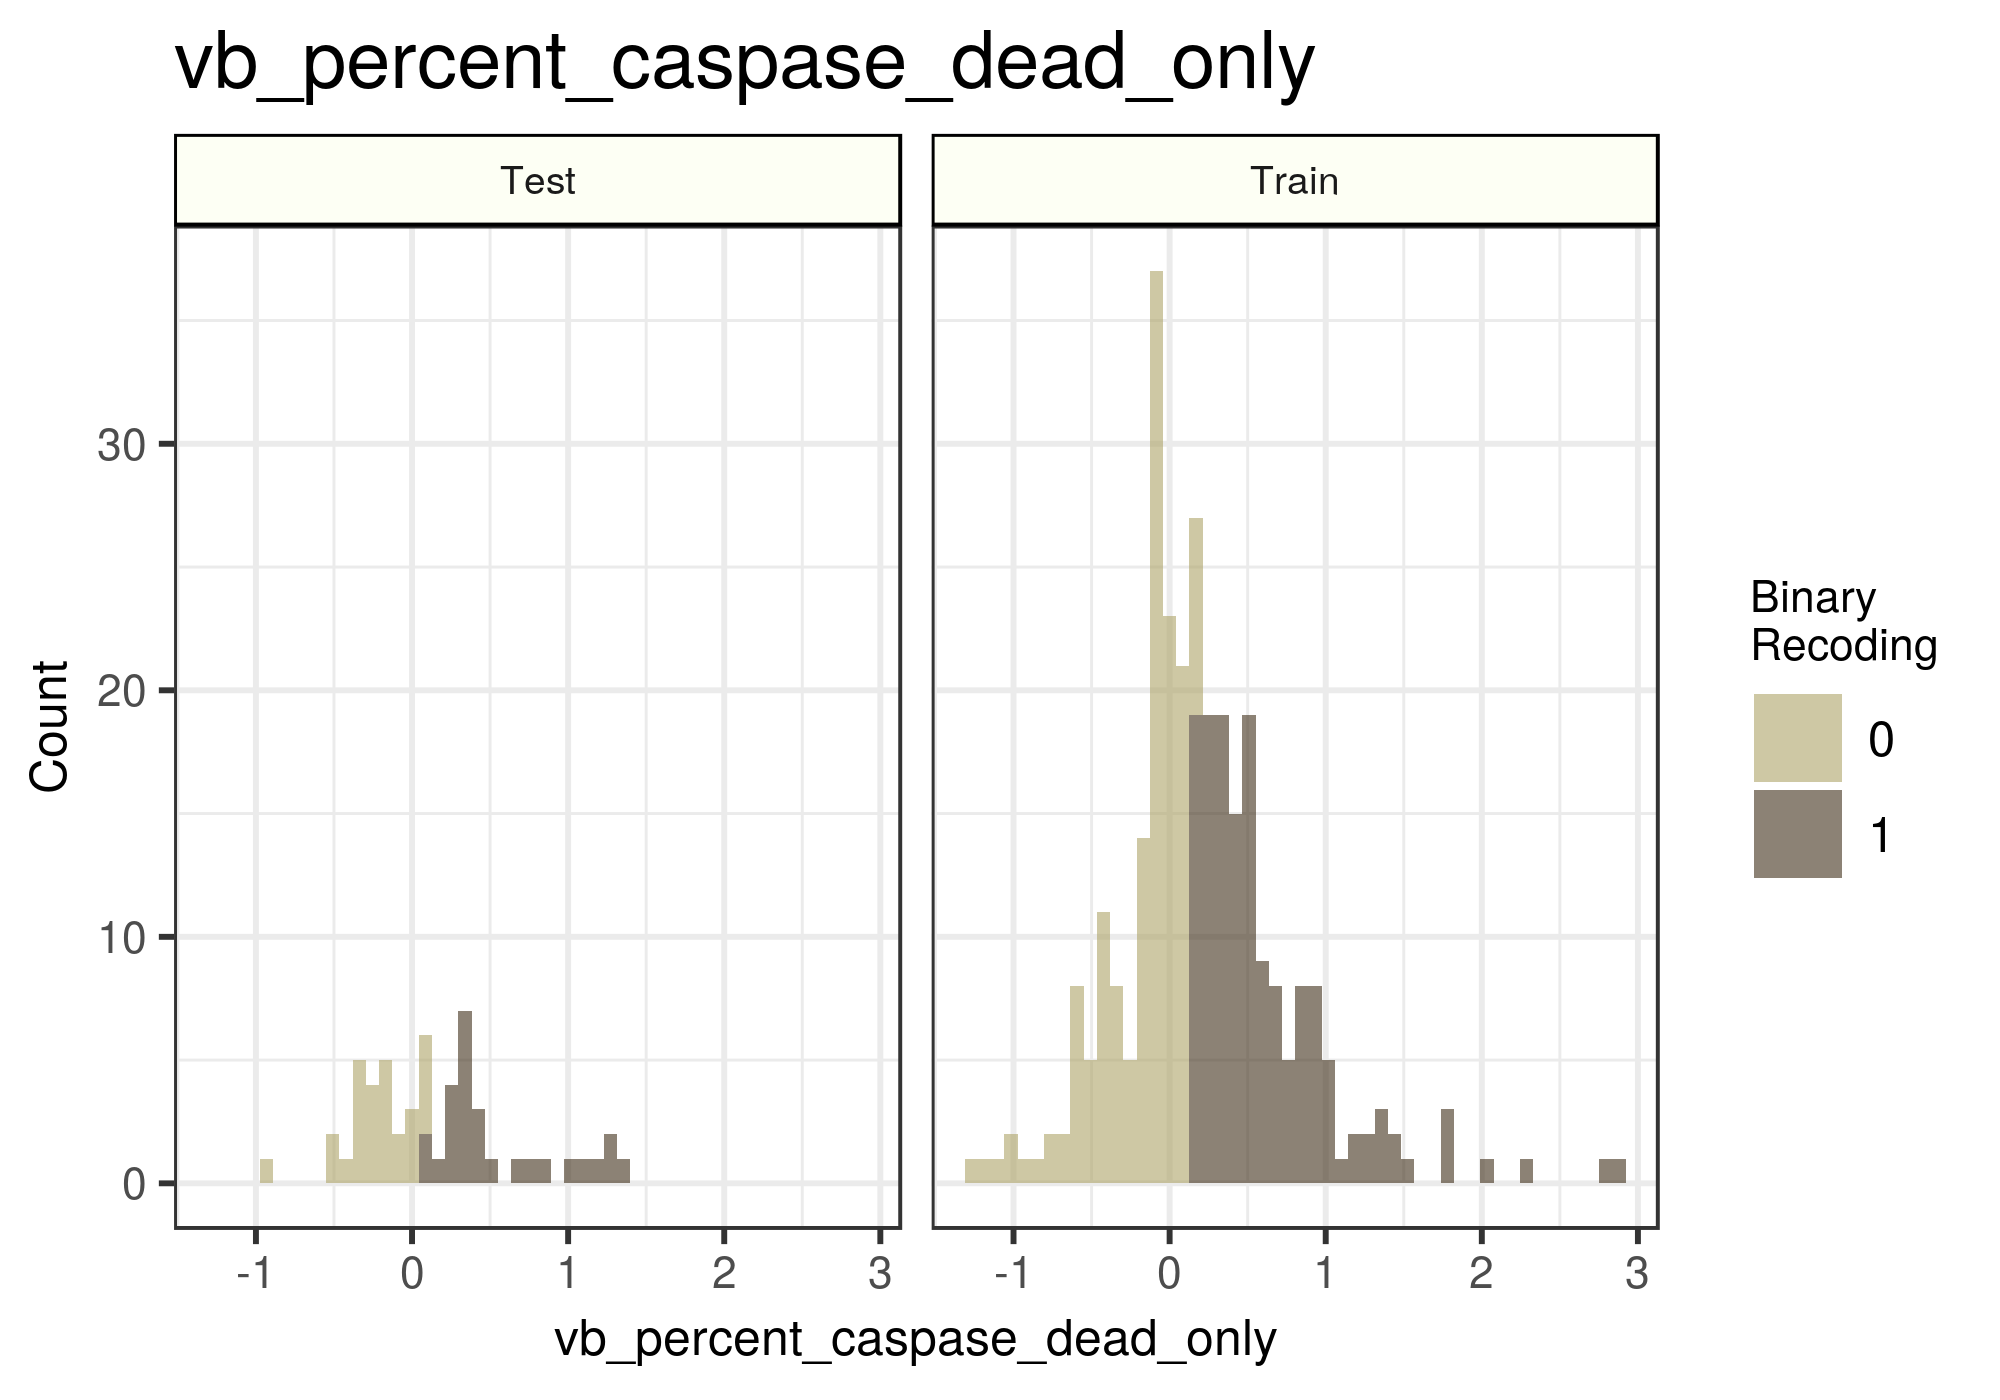 vb_percent_caspase_dead_only
Test
Train
Count
30
20
10
0
-1 0 1 2 3
-1 0 1 2 3
vb_percent_caspase_dead_only
Binary
Recoding
0
1